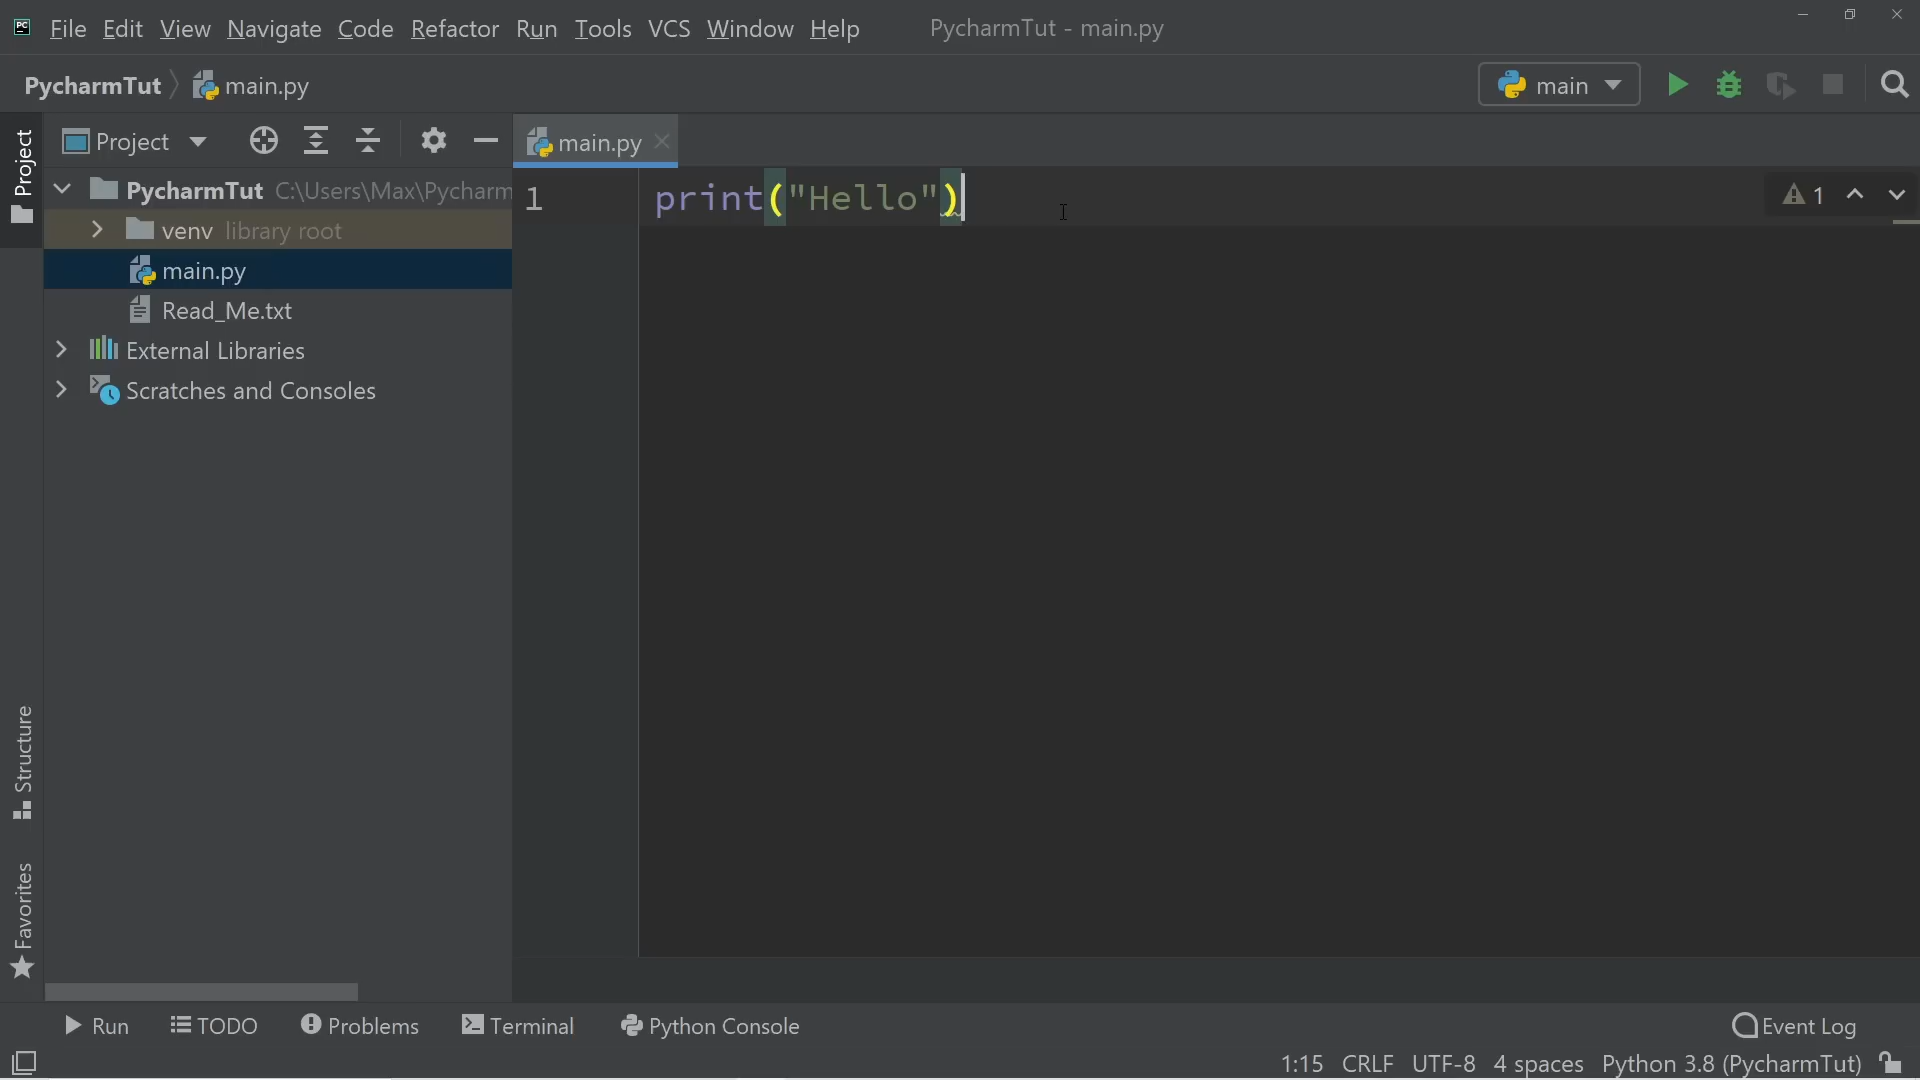 PC File Edit View Navigate Code Refactor Run Tools VCS Window Help PycharmTut - main.py
PycharmTut main.py main
Project
Project main.py
PycharmTut C:\Users\Max\Pycharm
venv library root
main.py
Read_Me.txt
External Libraries
Scratches and Consoles
1 print("Hello") 1
Structure
Favorites
Run TODO Problems Terminal Python Console Event Log
1:15 CRLF UTF-8 4 spaces Python 3.8 (PycharmTut)